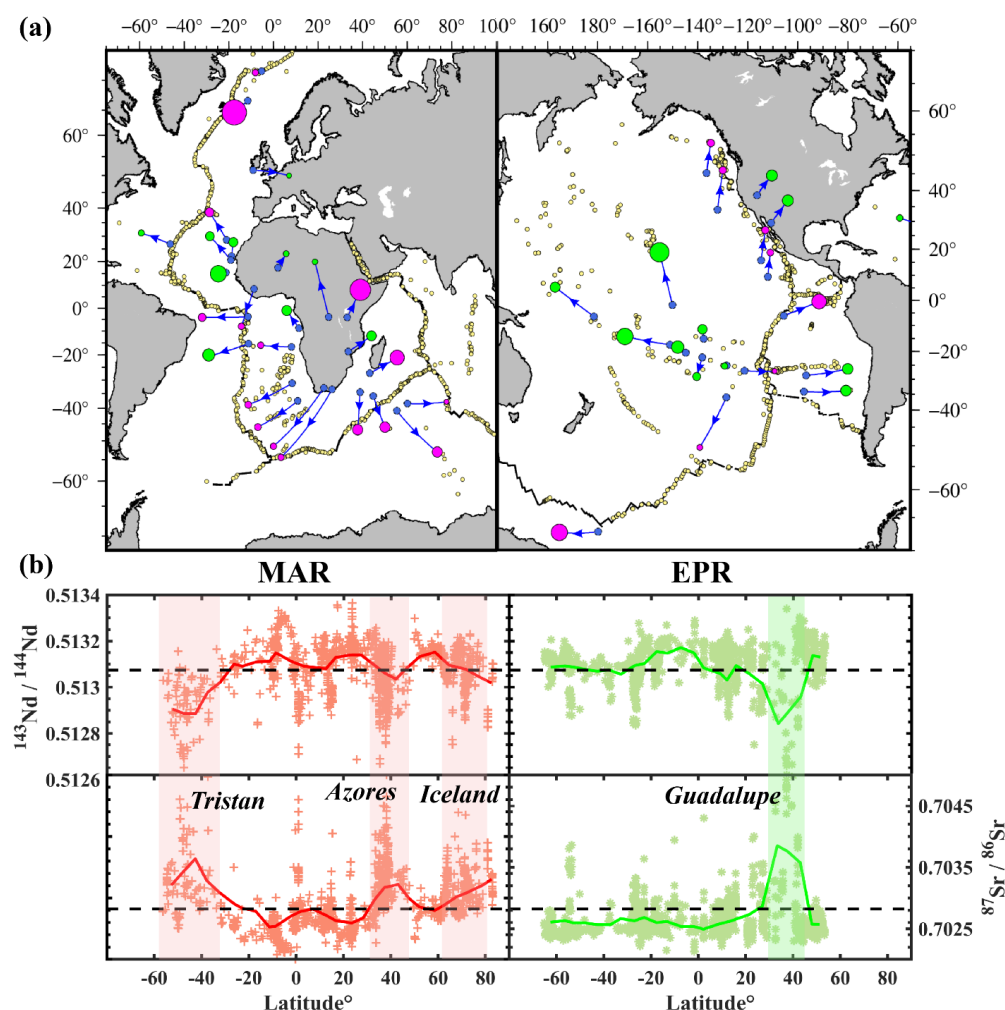 (a)
-60° -40° -20° 0° 20° 40° 60° 80° 100 160° 180° -160° -140° -120° -100° -80° -60°
60° 60°
40° 40°
20° 20°
0° 0°
-20° -20°
-40° -40°
-60° -60°
(b)
MAR EPR
0.5134
0.5132
0.513
0.5128
0.5126
143Nd / 144Nd
Tristan Azores Iceland Guadalupe
0.7045
0.7035
0.7025
87Sr / 86Sr
-60 -40 -20 0 20 40 60 80 -60 -40 -20 0 20 40 60 80
Latitude° Latitude°